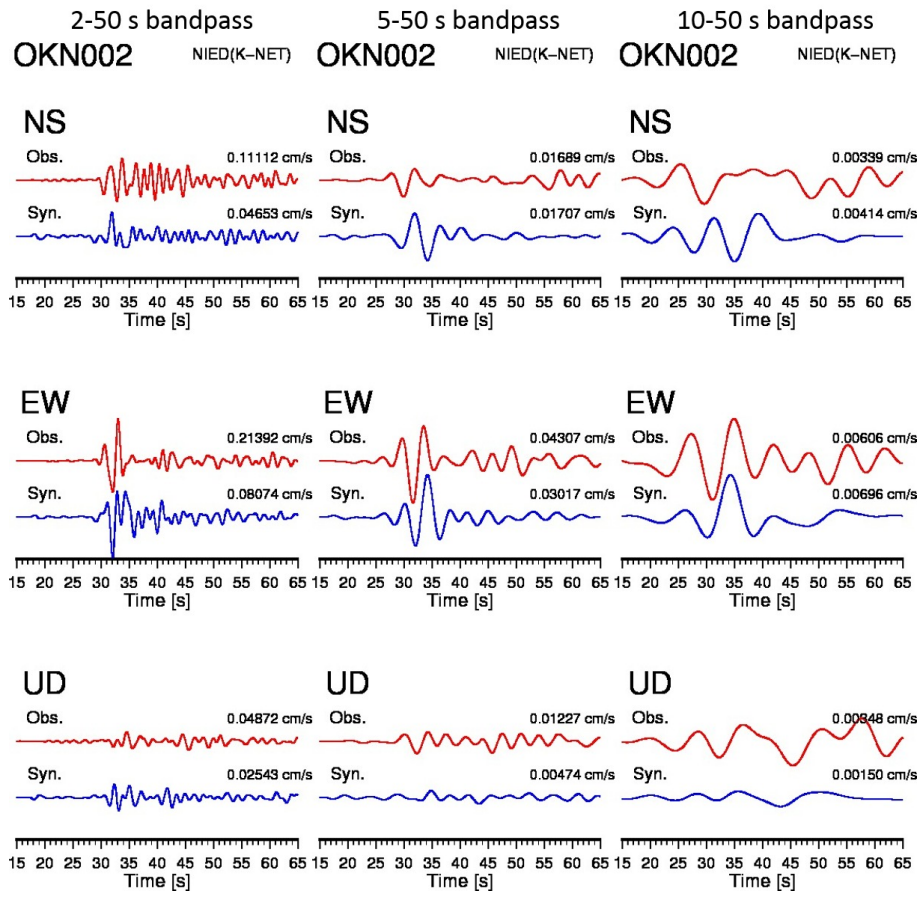 2-50 s bandpass 5-50 s bandpass 10-50 s bandpass
OKN002 NIED(K-NET) OKN002 NIED(K-NET) OKN002 NIED(K-NET)
NS NS NS
Obs. 0.11112 cm/s Obs. 0.01689 cm/s Obs. 0.00339 cm/s
Syn. 0.04653 cm/s Syn. 0.01707 cm/s Syn. 0.00414 cm/s
15 20 25 30 35 40 45 50 55 60 65 15 20 25 30 35 40 45 50 55 60 65 15 20 25 30 35 40 45 50 55 60 65
Time [s] Time [s] Time [s]
EW EW EW
Obs. 0.21392 cm/s Obs. 0.04307 cm/s Obs. 0.00606 cm/s
Syn. 0.08074 cm/s Syn. 0.03017 cm/s Syn. 0.00696 cm/s
15 20 25 30 35 40 45 50 55 60 65 15 20 25 30 35 40 45 50 55 60 65 15 20 25 30 35 40 45 50 55 60 65
Time [s] Time [s] Time [s]
UD UD UD
Obs. 0.04872 cm/s Obs. 0.01227 cm/s Obs. 0.00348 cm/s
Syn. 0.02543 cm/s Syn. 0.00474 cm/s Syn. 0.00150 cm/s
15 20 25 30 35 40 45 50 55 60 65 15 20 25 30 35 40 45 50 55 60 65 15 20 25 30 35 40 45 50 55 60 65
Time [s] Time [s] Time [s]